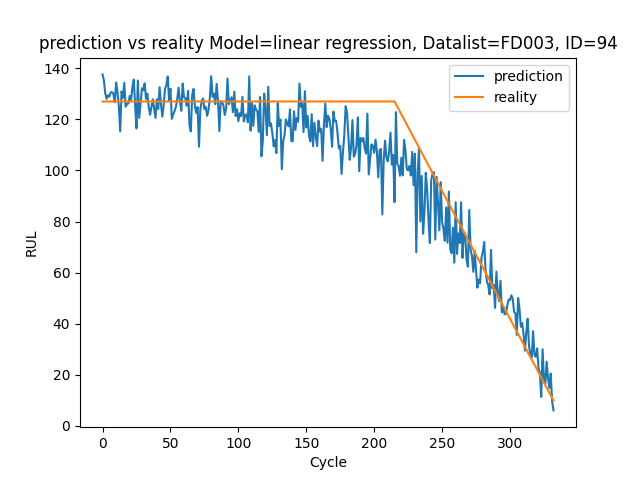 prediction vs reality Model=linear regression, Datalist=FD003, ID=94
prediction
reality
RUL
140
120
100
80
60
40
20
0
0 50 100 150 200 250 300
Cycle